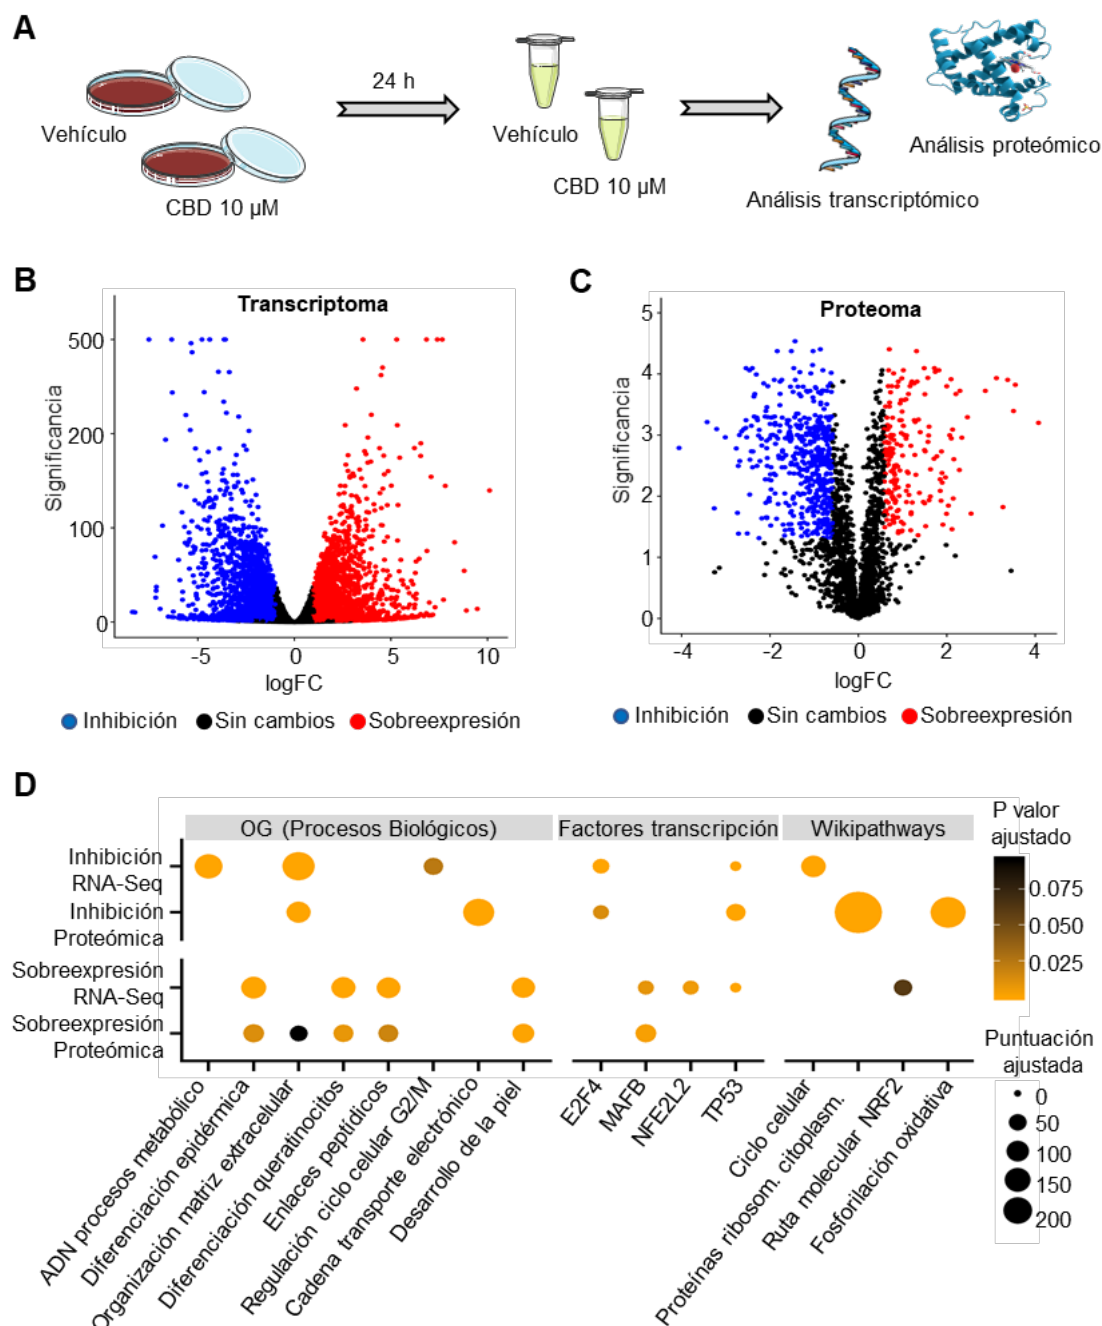 A
24 h
Vehículo
CBD 10 µM
Vehículo
CBD 10 µM
Análisis transcriptómico
Análisis proteómico
B
Transcriptoma
Significancia
500
200
100
0
-5
0
5
10
logFC
Inhibición
Sin cambios
Sobreexpresión
C
Proteoma
Significancia
5
4
3
2
1
0
-4
-2
0
2
4
logFC
Inhibición
Sin cambios
Sobreexpresión
D
OG (Procesos Biológicos)
Factores transcripción
Wikipathways
Inhibición
RNA-Seq
Inhibición
Proteómica
Sobreexpresión
RNA-Seq
Sobreexpresión
Proteómica
ADN procesos metabólico
Diferenciación epidérmica
Organización matriz extracelular
Diferenciación queratinocitos
Enlaces peptídicos
Regulación ciclo celular G2/M
Cadena transporte electrónico
Desarrollo de la piel
E2F4
MAFB
NFE2L2
TP53
Ciclo celular
Proteínas ribosom. citoplasm.
Ruta molecular NRF2
Fosforilación oxidativa
P valor
ajustado
0.075
0.050
0.025
Puntuación
ajustada
0
50
100
150
200